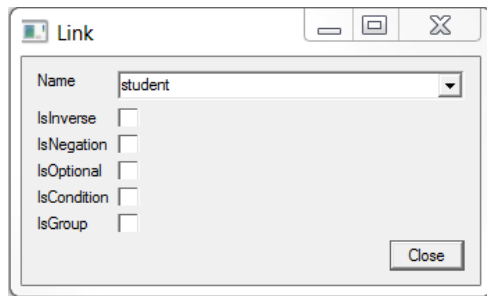 Link
Name student
IsInverse
IsNegation
IsOptional
IsCondition
IsGroup
Close